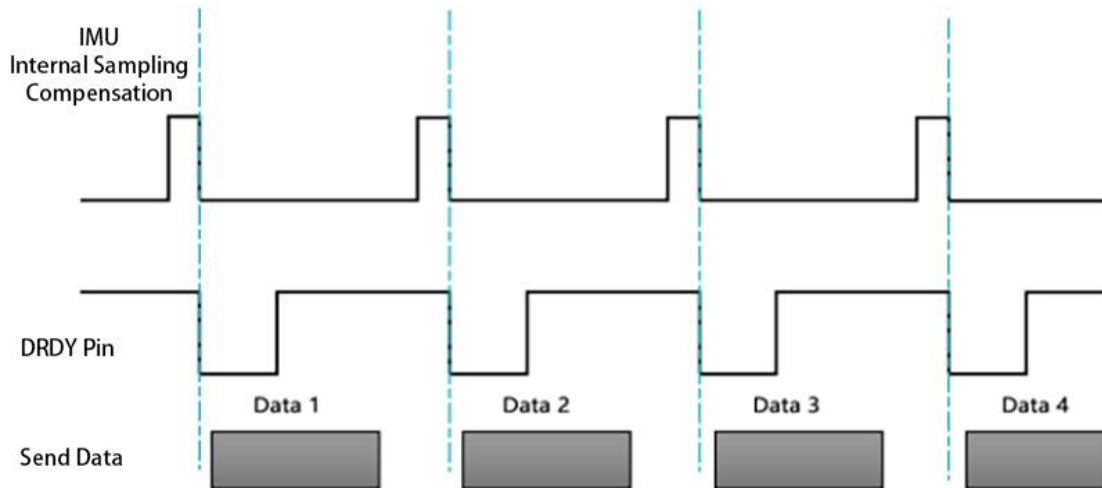 IMU
Internal Sampling
Compensation
DRDY Pin
Data 1
Data 2
Data 3
Data 4
Send Data